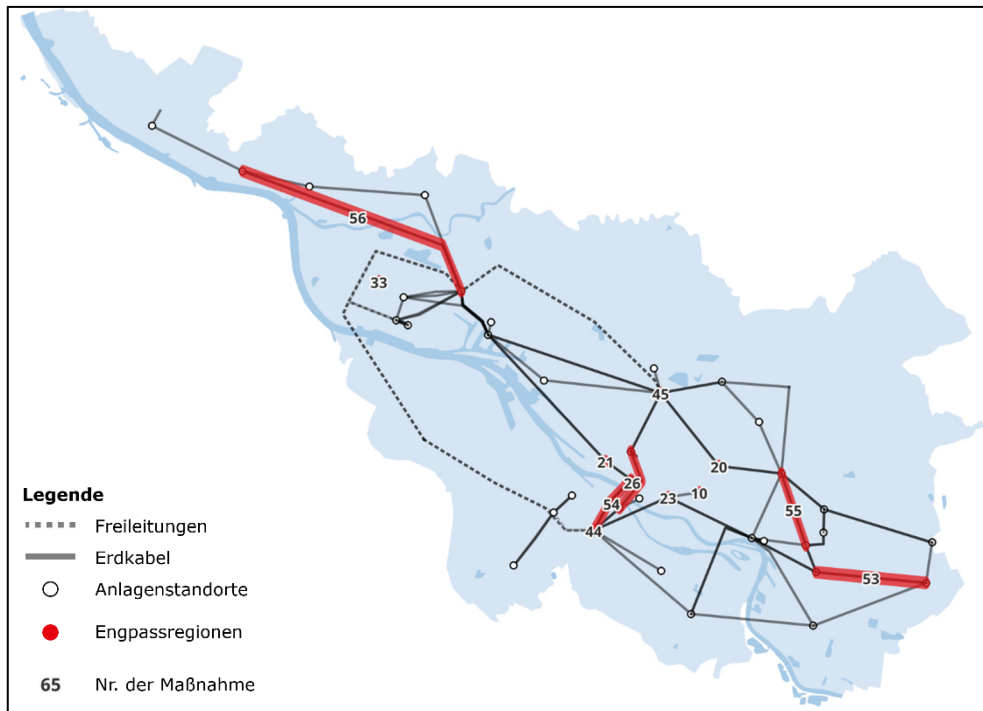 56
33
45
21
20
26
10
23
54
55
44
53
Legende
Freileitungen
Erdkabel
Anlagenstandorte
Engpassregionen
65 Nr. der Maßnahme